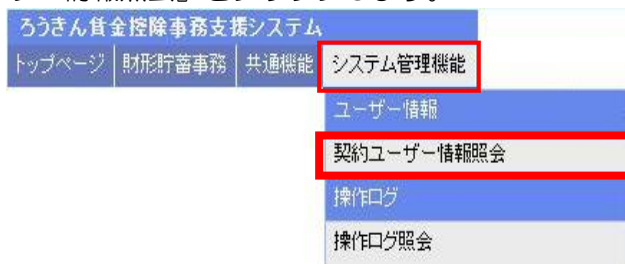 ろうきん賃金控除事務支援システム
トップページ 財形貯蓄事務 共通機能 システム管理機能
ユーザー情報
契約ユーザー情報照会
操作ログ
操作ログ照会